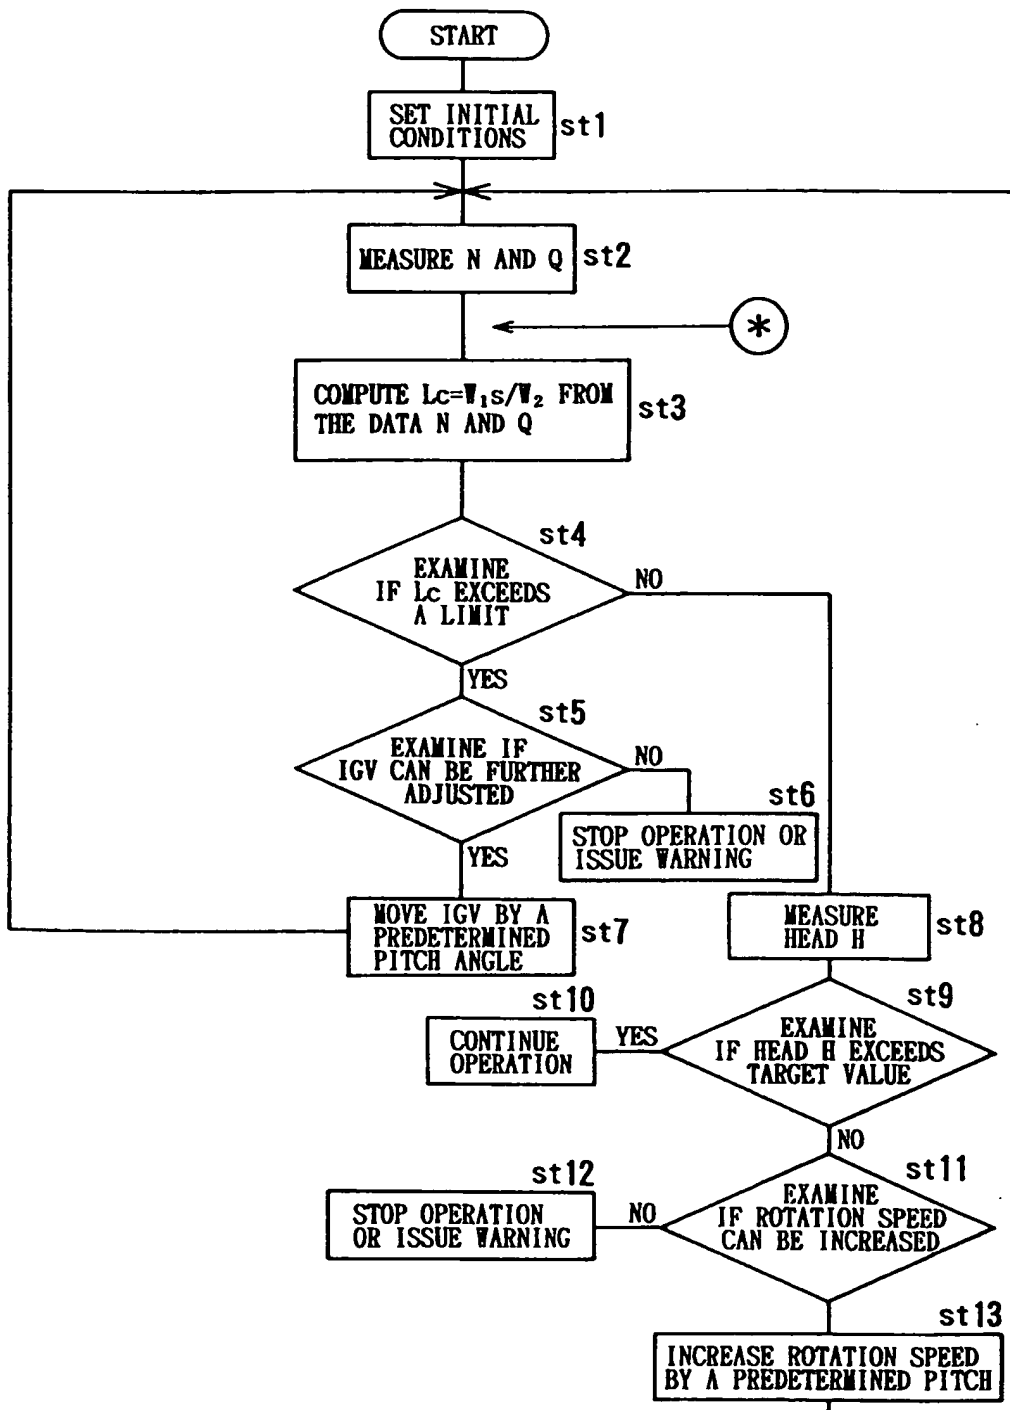 START
SET INITIAL
CONDITIONS
st1
MEASURE N AND Q
st2
*
COMPUTE Lc=W₁s/W₂ FROM
THE DATA N AND Q
st3
st4
EXAMINE
IF Lc EXCEEDS
A LIMIT
NO
YES
st5
EXAMINE IF
IGV CAN BE FURTHER
ADJUSTED
NO
st6
STOP OPERATION OR
ISSUE WARNING
YES
MOVE IGV BY A
PREDETERMINED
PITCH ANGLE
st7
MEASURE
HEAD H
st8
st9
EXAMINE
IF HEAD H EXCEEDS
TARGET VALUE
YES
st10
CONTINUE
OPERATION
NO
st11
EXAMINE
IF ROTATION SPEED
CAN BE INCREASED
NO
st12
STOP OPERATION
OR ISSUE WARNING
st13
INCREASE ROTATION SPEED
BY A PREDETERMINED PITCH